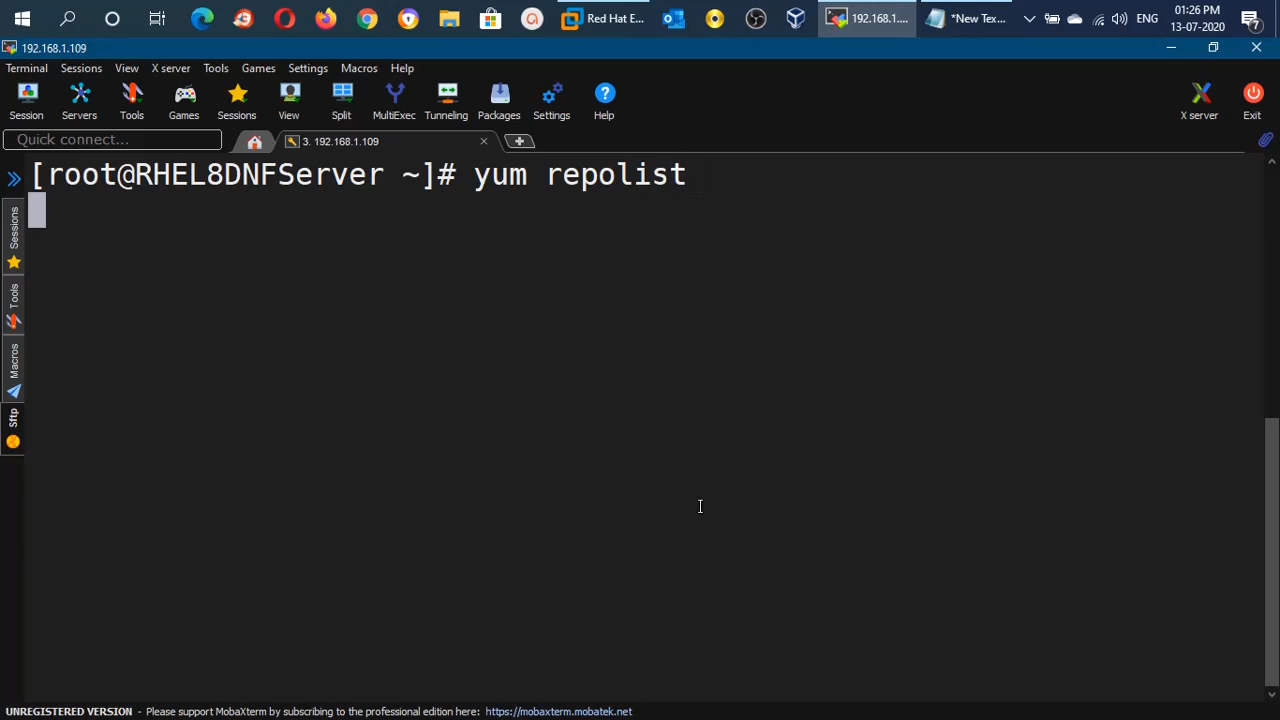 Red Hat E...
192.168.1....
*New Tex...
ENG
01:26 PM
13-07-2020
7
192.168.1.109
Terminal Sessions View X server Tools Games Settings Macros Help
Session Servers Tools Games Sessions View Split MultiExec Tunneling Packages Settings Help X server Exit
Quick connect...
3. 192.168.1.109
[root@RHEL8DNFServer ~]# yum repolist
Sessions
Tools
Macros
Sftp
UNREGISTERED VERSION - Please support MobaXterm by subscribing to the professional edition here: https://mobaxterm.mobatek.net